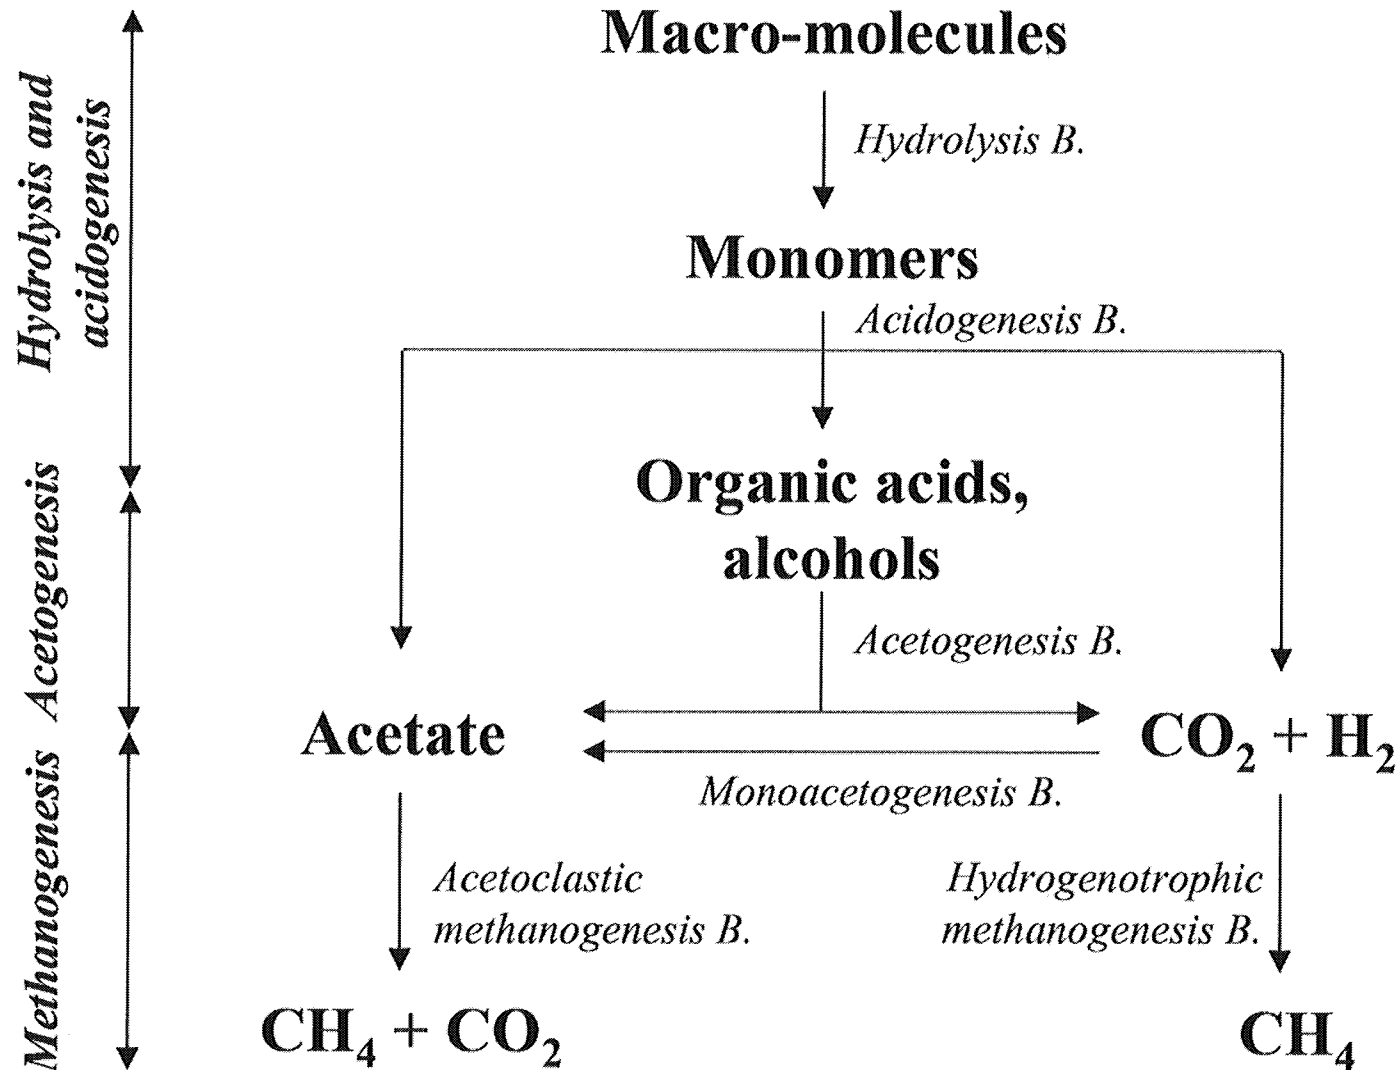 Macro-molecules
Hydrolysis B.
Monomers
Acidogenesis B.
Organic acids,
alcohols
Acetogenesis B.
Acetate
CO₂ + H₂
Monoacetogenesis B.
Acetoclastic
methanogenesis B.
Hydrogenotrophic
methanogenesis B.
CH₄ + CO₂
CH₄
Hydrolysis and
acidogenesis
Acetogenesis
Methanogenesis